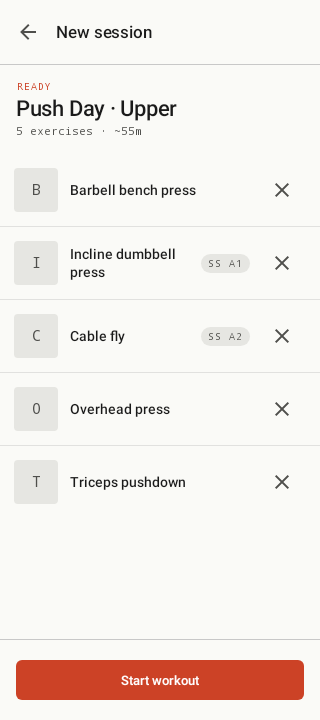 New session
READY
Push Day · Upper
5 exercises · ~55m
B
Barbell bench press
I
Incline dumbbell
press
SS A1
C
Cable fly
SS A2
O
Overhead press
T
Triceps pushdown
Start workout